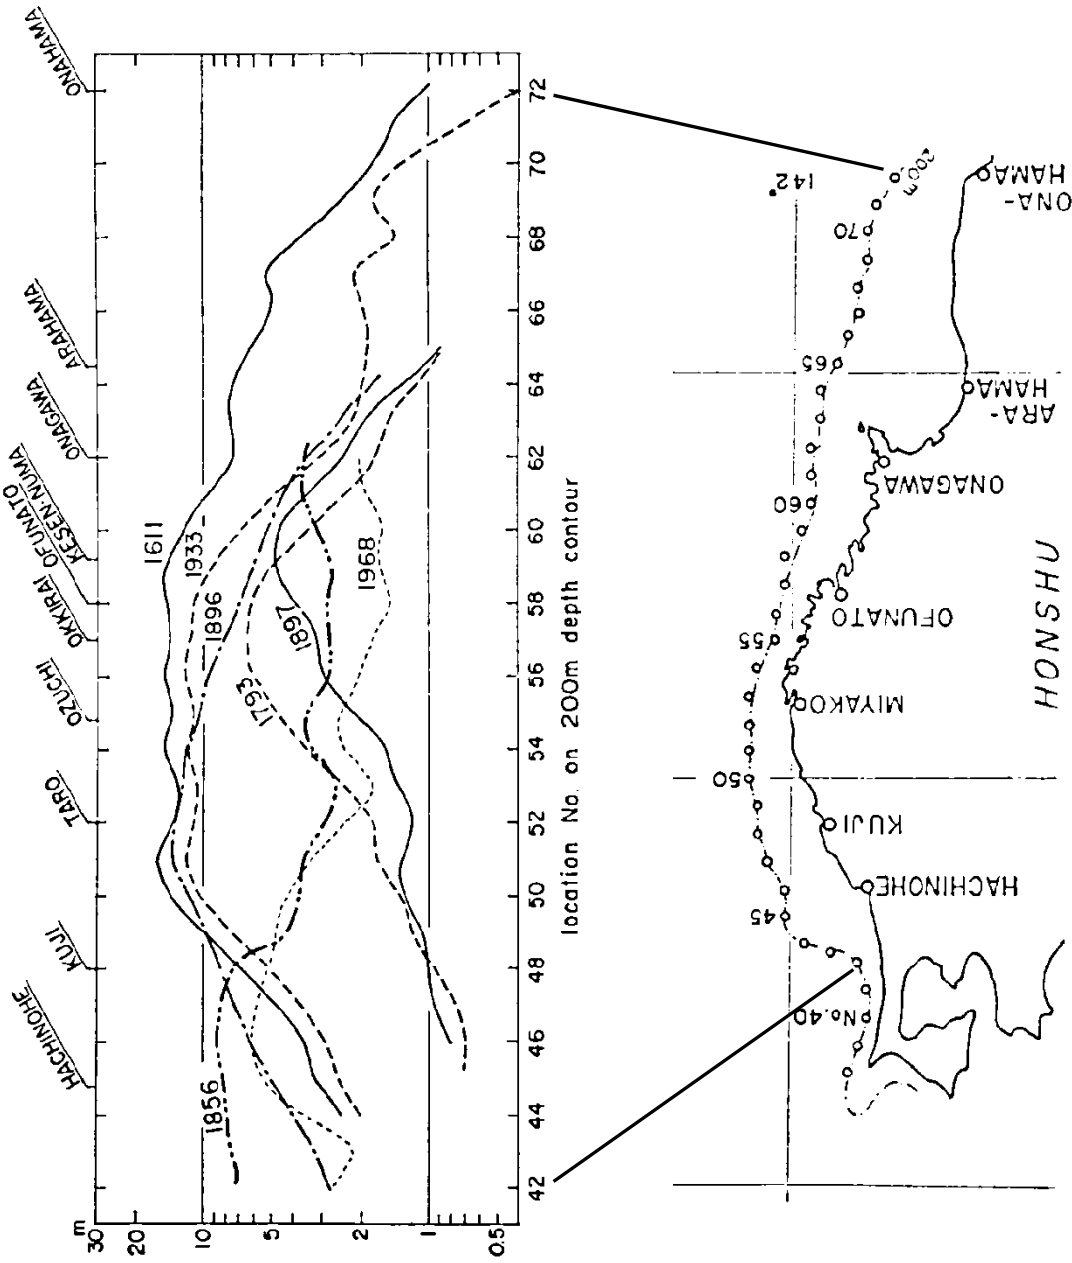 HACHINOHE
KUJI
TARO
OZUCHI
OKKIRAI
OFUNATO
KESEN-NUMA
ONAGAWA
ARAHAMA
ONAHAMA
m
30
20
10
5
2
1
0.5
1611
1933
1896
1897
1793
1968
1856
42
44
46
48
50
52
54
56
58
60
62
64
66
68
70
72
location No. on 200m depth contour
142°
200m
70
65
60
55
50
45
No.40
ONA-
HAMA
ARA-
HAMA
ONAGAWA
OFUNATO
MIYAKO
KUJI
HACHINOHE
HONSHU